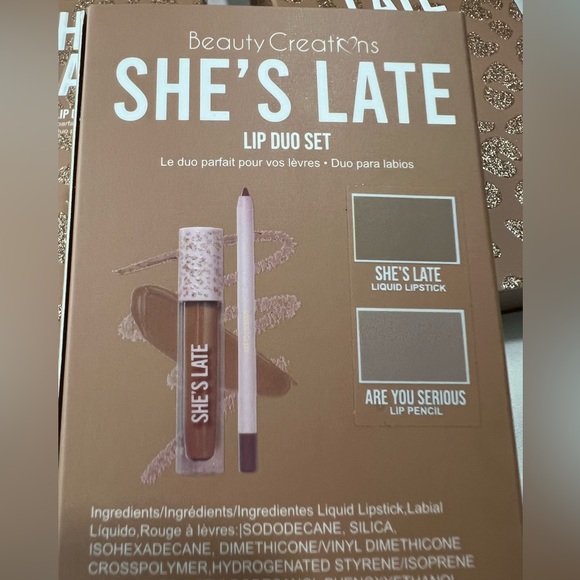 Beauty Creations
SHE'S LATE
LIP DUO SET
Le duo parfait pour vos lèvres • Duo para labios
SHE'S LATE
SHE'S LATE
LIQUID LIPSTICK
ARE YOU SERIOUS
LIP PENCIL
Ingredients/Ingrédients/Ingredientes Liquid Lipstick,Labial
Líquido,Rouge à lèvres:|SODODECANE, SILICA,
ISOHEXADECANE, DIMETHICONE/VINYL DIMETHICONE
CROSSPOLYMER,HYDROGENATED STYRENE/ISOPRENE